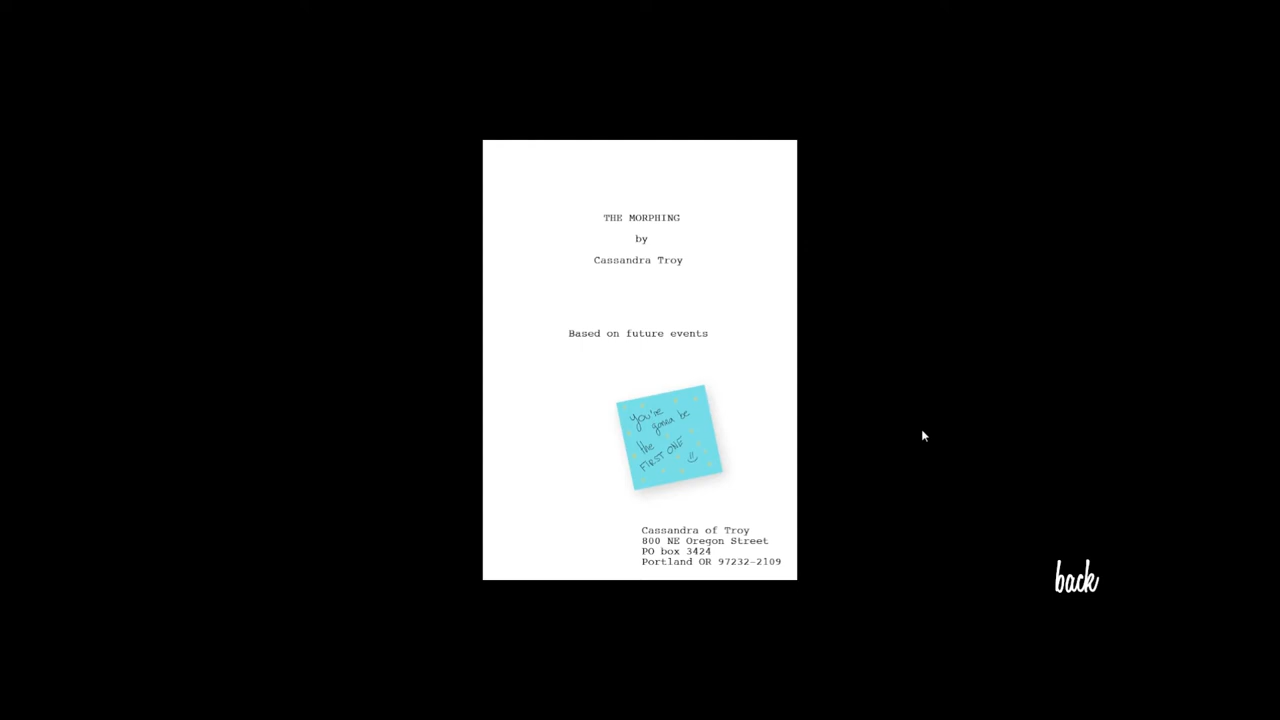 THE MORPHING
by
Cassandra Troy
Based on future events
You're
gonna be
the
FIRST ONE
Cassandra of Troy
800 NE Oregon Street
PO box 3424
Portland OR 97232-2109
back